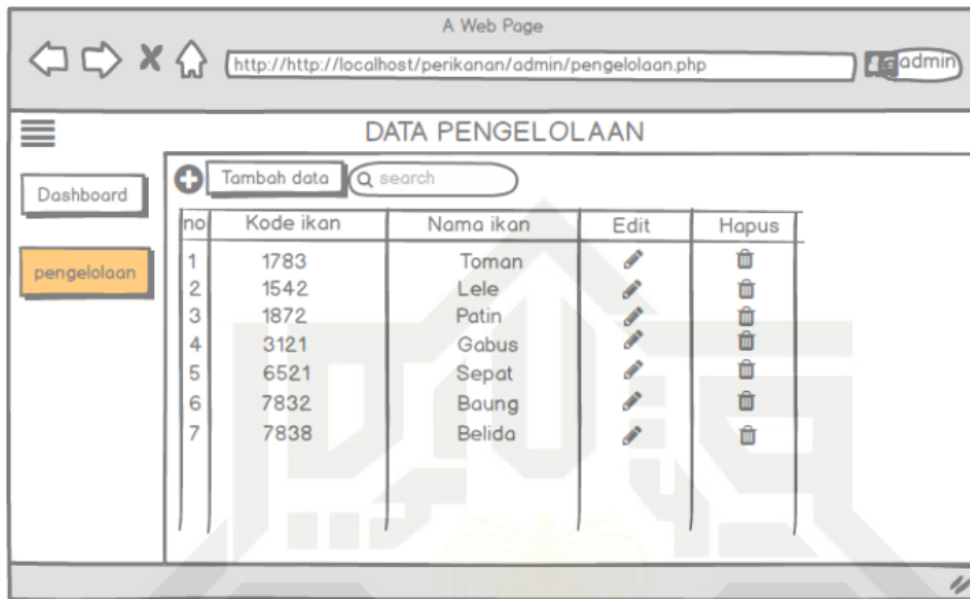 A Web Page
http://http://localhost/perikanan/admin/pengelolaan.php admin
DATA PENGELOLAAN
Dashboard
pengelolaan
Tambah data search
no Kode ikan Nama ikan Edit Hapus
1 1783 Toman
2 1542 Lele
3 1872 Patin
4 3121 Gabus
5 6521 Sepat
6 7832 Baung
7 7838 Belida